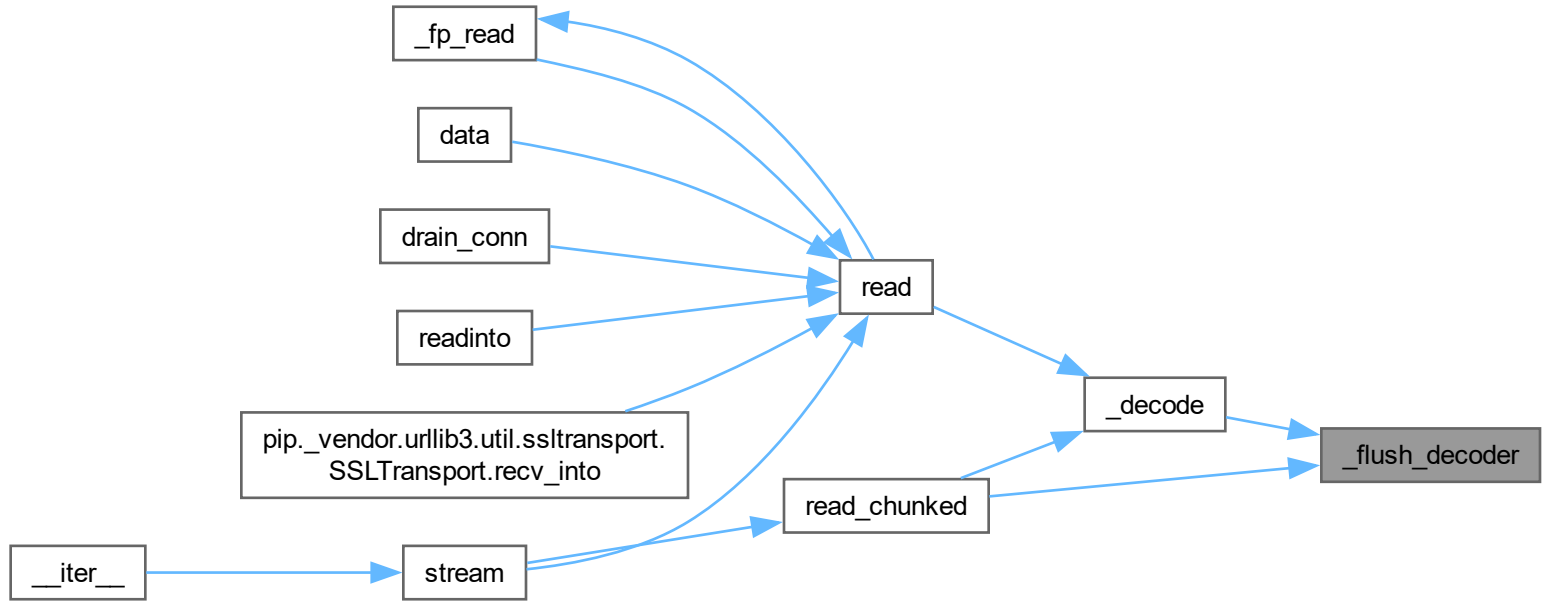 _fp_read
data
drain_conn
read
readinto
_decode
pip._vendor.urllib3.util.ssltransport.
SSLTransport.recv_into
_flush_decoder
read_chunked
__iter__
stream